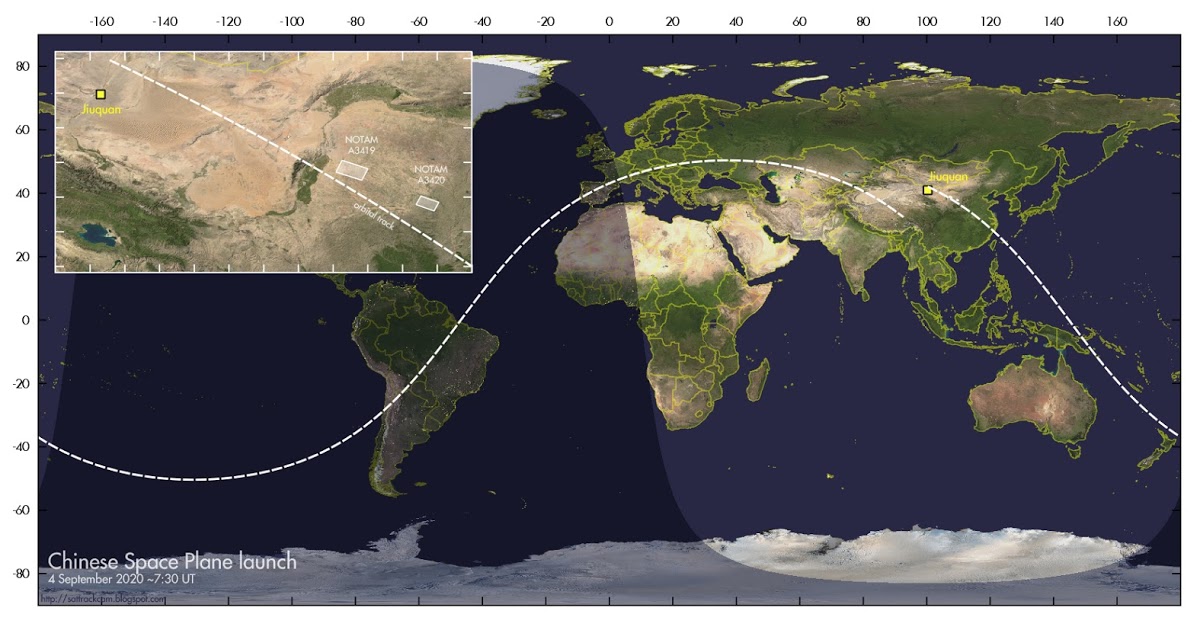 -160 -140 -120 -100 -80 -60 -40 -20 0 20 40 60 80 100 120 140 160
80
60
40
20
0
-20
-40
-60
-80
Jiuquan
NOTAM
A3419
NOTAM
A3420
orbital track
Jiuquan
Chinese Space Plane launch
4 September 2020 ~7:30 UT
http://sattrackcam.blogspot.com